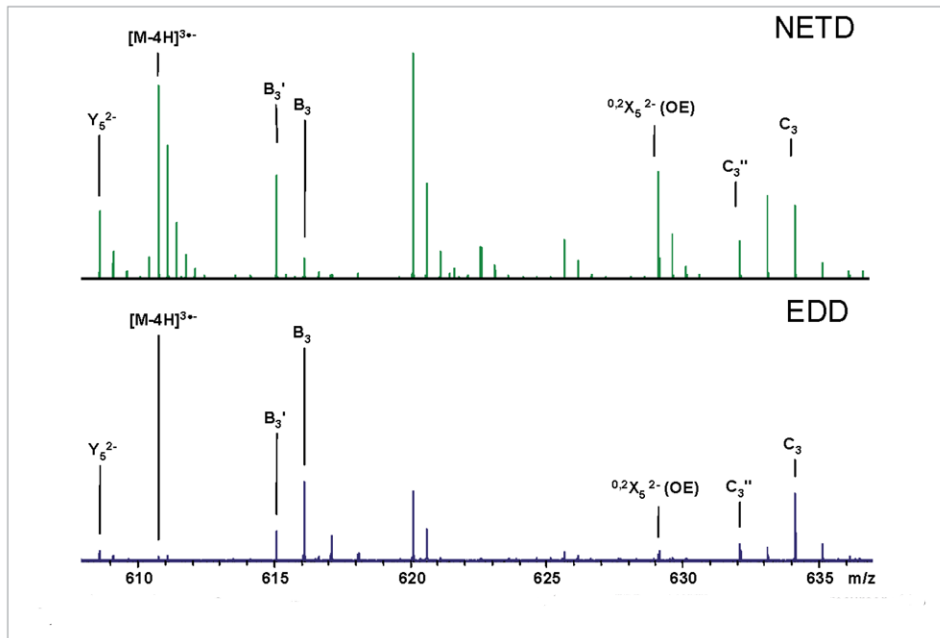 NETD
[M-4H]³•⁻
B₃'
B₃
Y₅²⁻
⁰,²X₅²⁻ (OE)
C₃''
C₃
EDD
[M-4H]³•⁻
B₃
B₃'
Y₅²⁻
⁰,²X₅²⁻ (OE)
C₃''
C₃
610 615 620 625 630 635 m/z